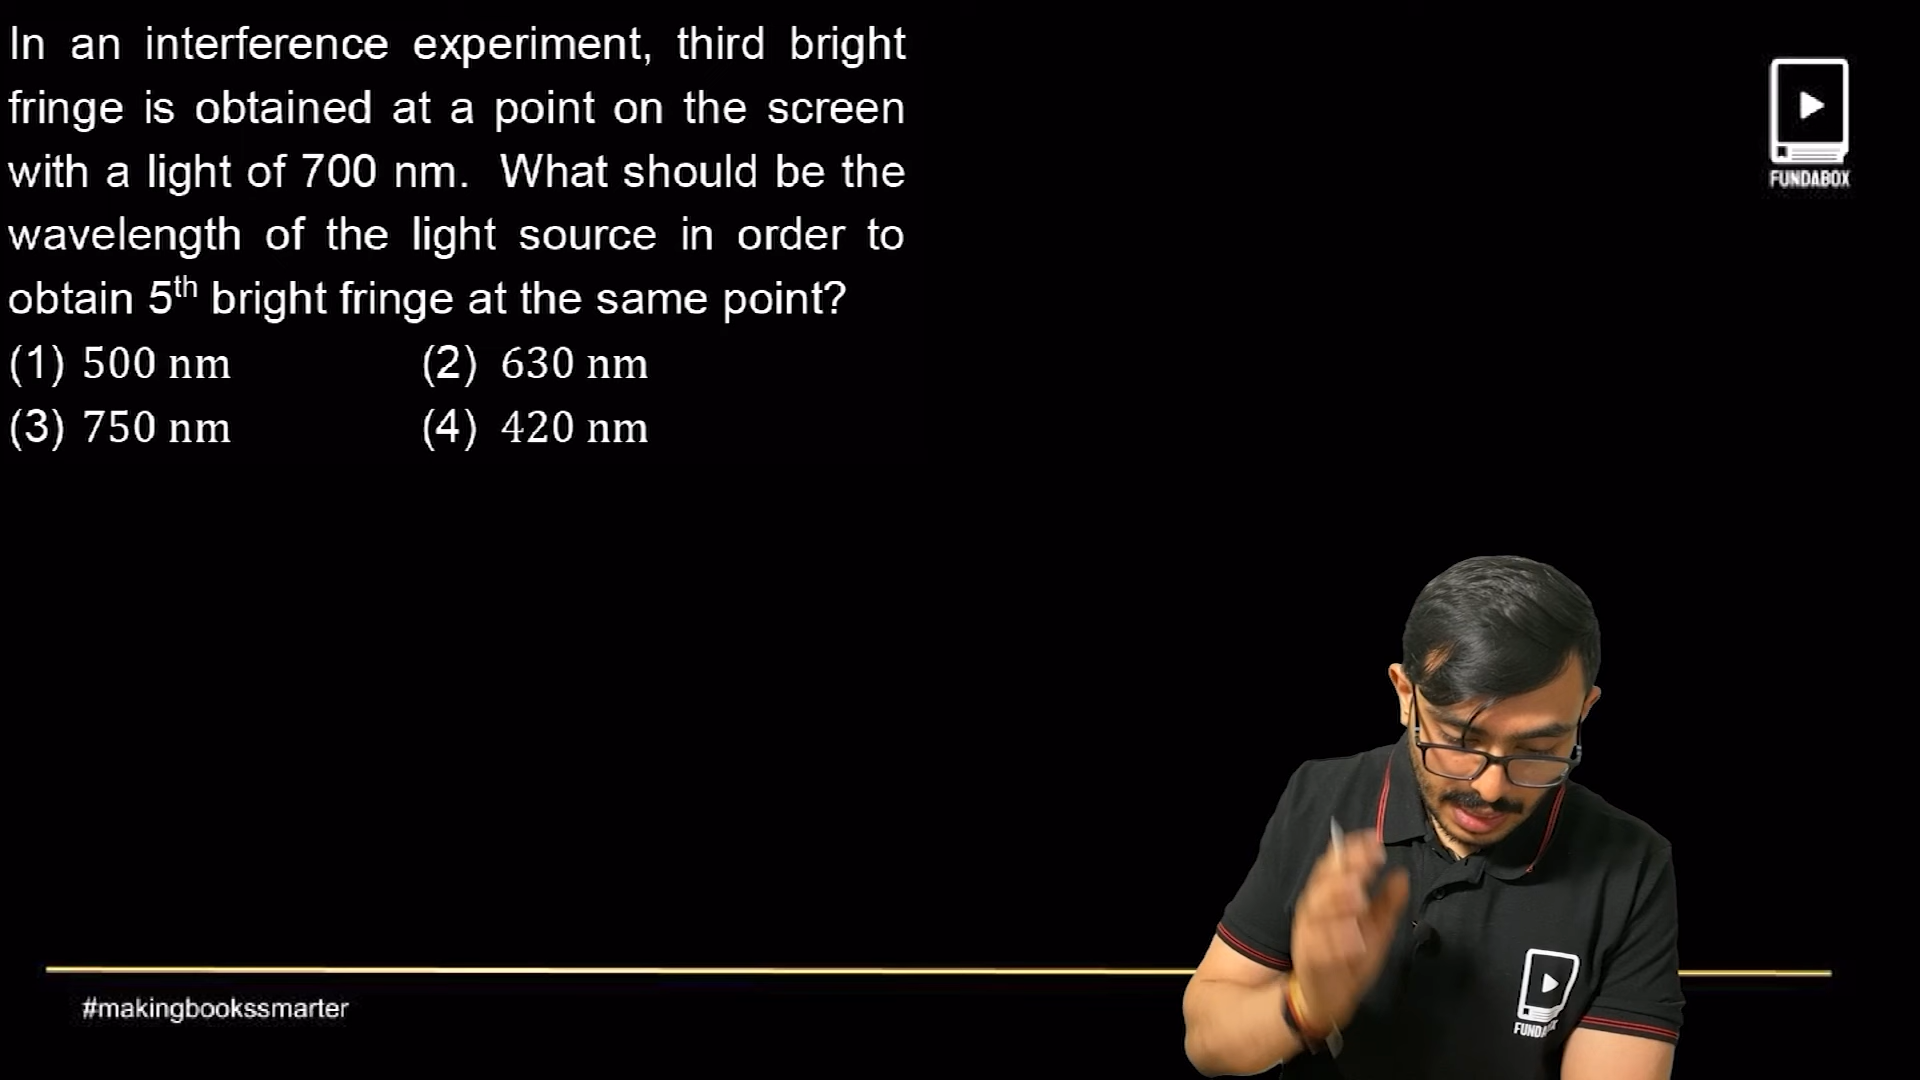 In an interference experiment, third bright
fringe is obtained at a point on the screen
with a light of 700 nm. What should be the
wavelength of the light source in order to
obtain 5th bright fringe at the same point?
(1) 500 nm (2) 630 nm
(3) 750 nm (4) 420 nm
FUNDABOX
#makingbookssmarter